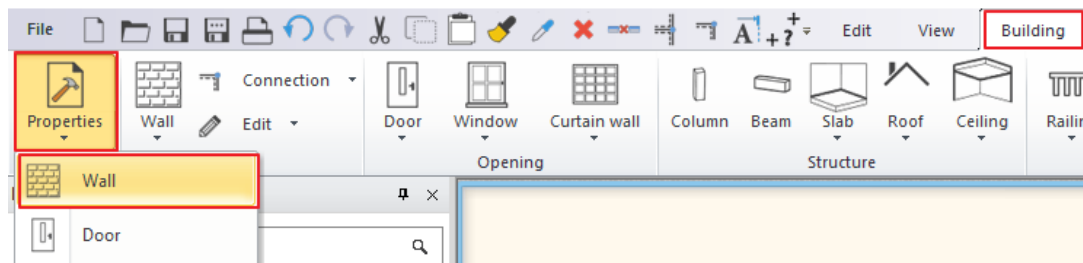 File Edit View Building
Connection
Properties Wall Edit Door Window Curtain wall Column Beam Slab Roof Ceiling
Opening Structure
Wall
Door